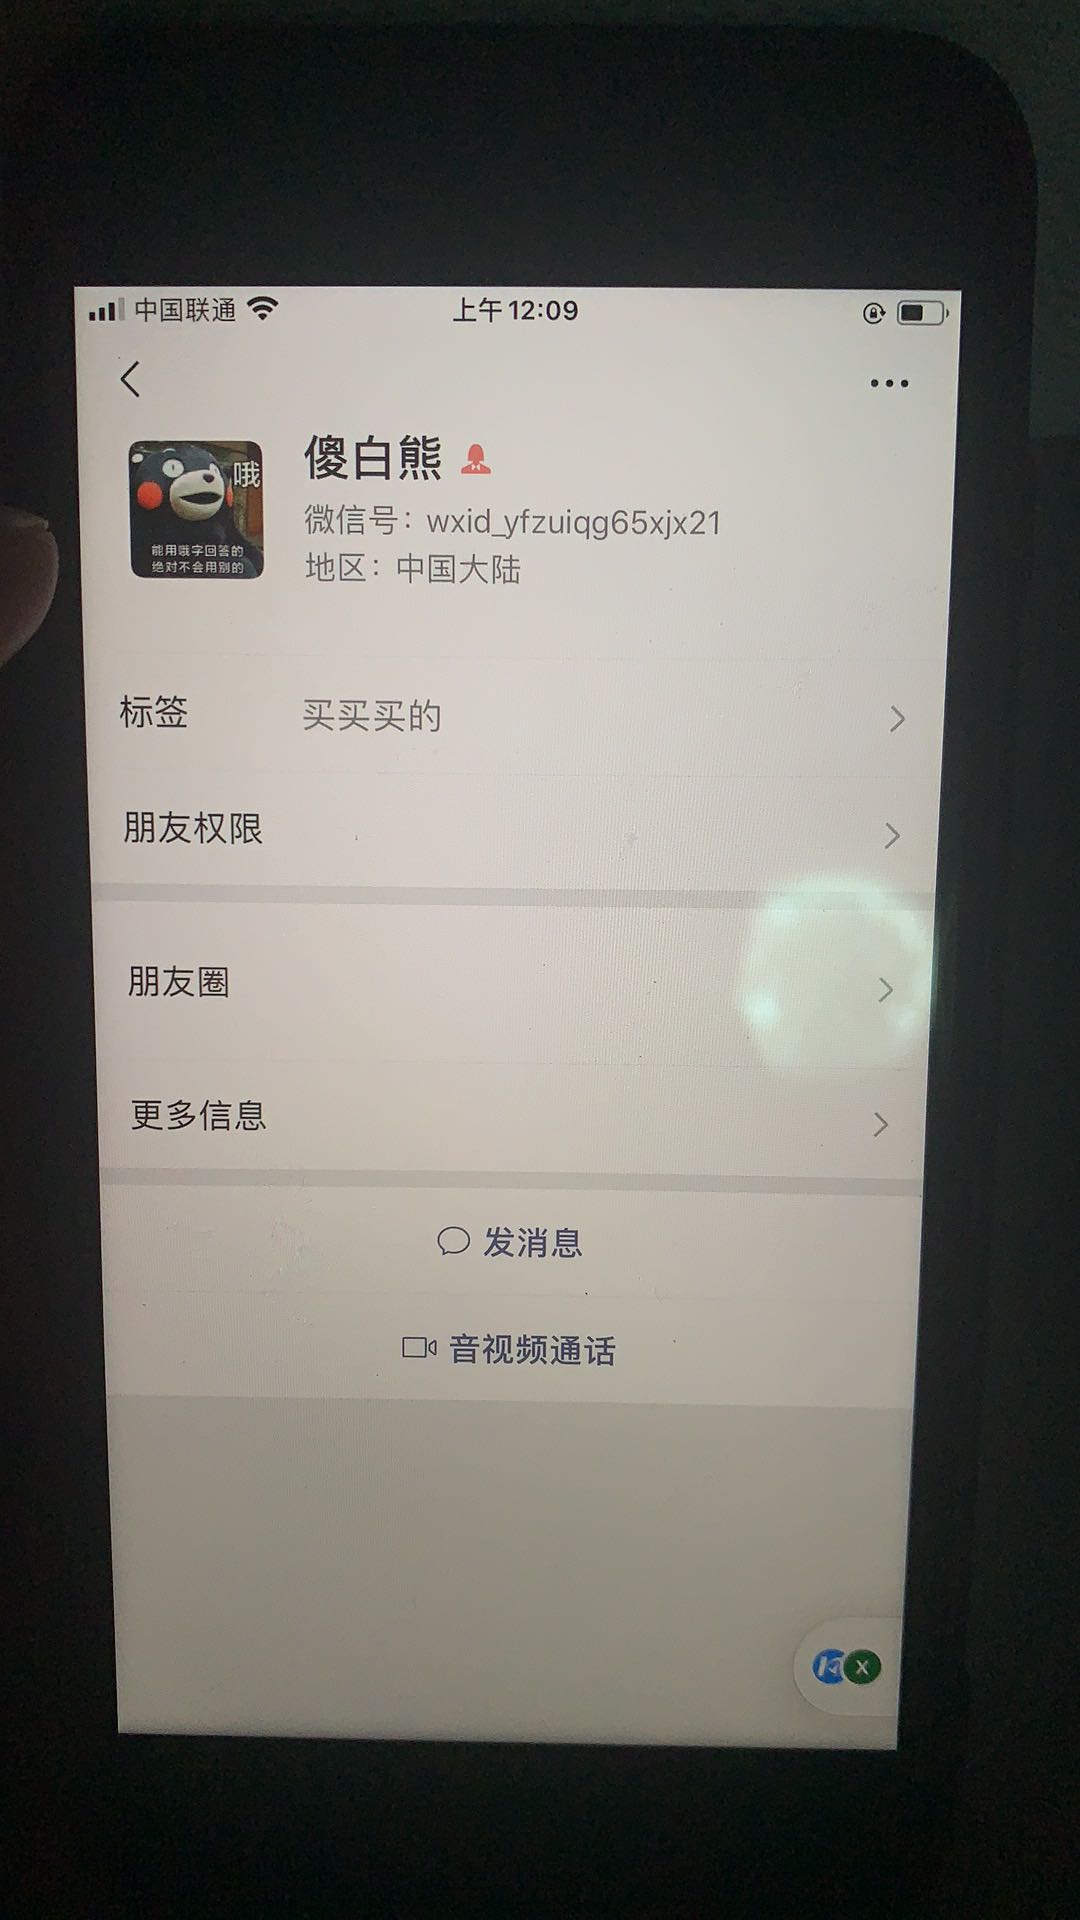 中国联通
上午12:09
傻白熊
哦
能用哦字回答的
绝对不会用别的
微信号：wxid_yfzuiqg65xjx21
地区：中国大陆
标签 买买买的
朋友权限
朋友圈
更多信息
发消息
音视频通话
X